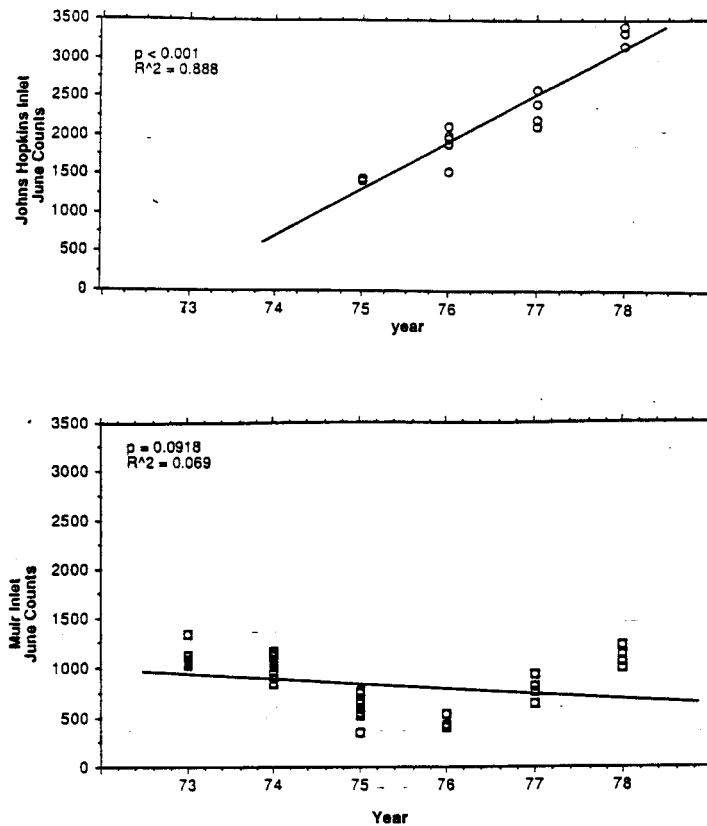 Johns Hopkins Inlet
June Counts
3500
3000
2500
2000
1500
1000
500
0
p < 0.001
R^2 = 0.888
73 74 75 76 77 78
year
Muir Inlet
June Counts
3500
3000
2500
2000
1500
1000
500
0
p = 0.0918
R^2 = 0.069
73 74 75 76 77 78
Year